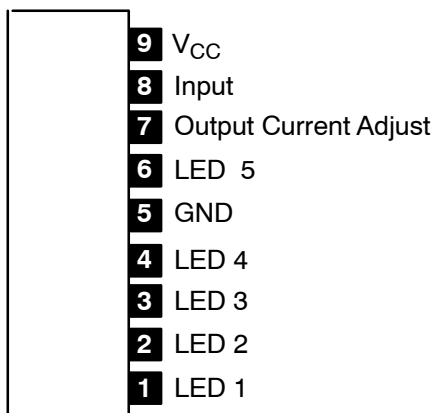 9 VCC
8 Input
7 Output Current Adjust
6 LED 5
5 GND
4 LED 4
3 LED 3
2 LED 2
1 LED 1